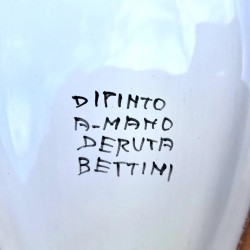 DIPINTO
A-MANO
DERUTA
BETTINI